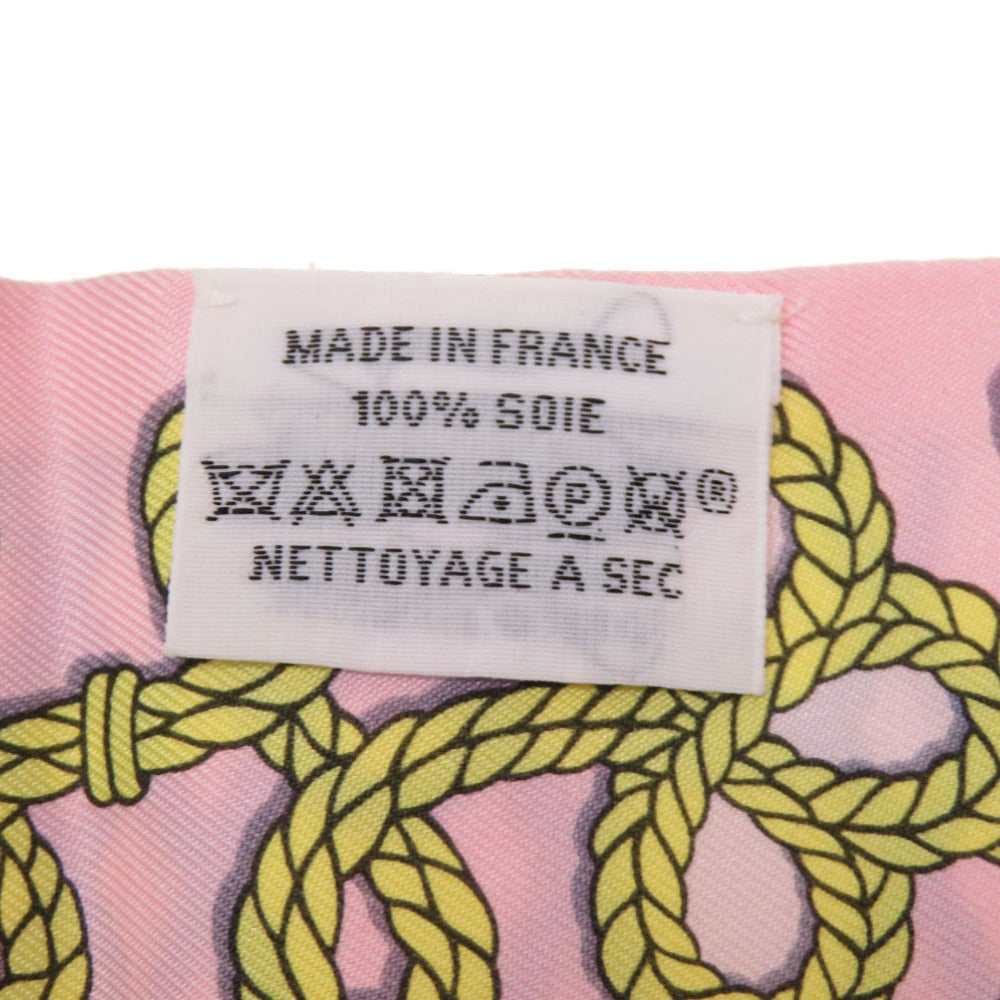 MADE IN FRANCE
100% SOIE
P ®
NETTOYAGE A SEC